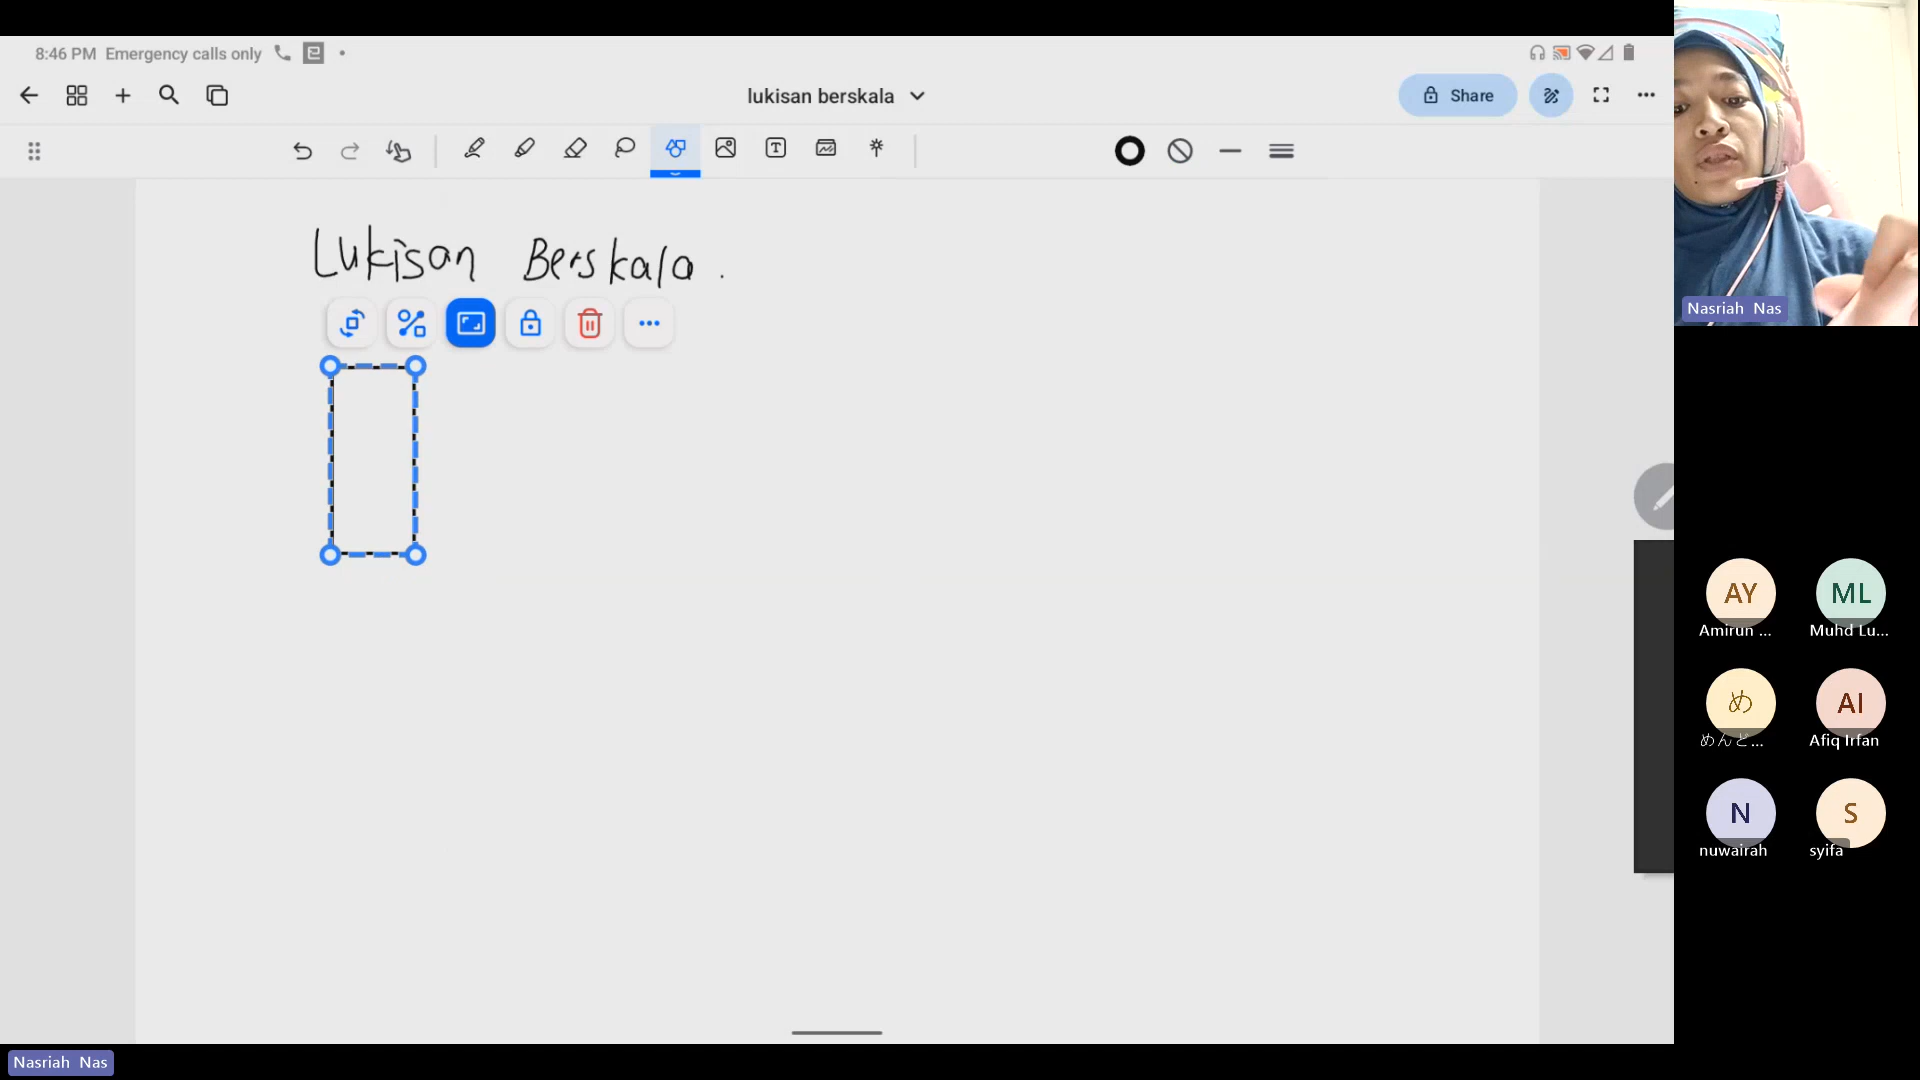 8:46 PM Emergency calls only
lukisan berskala
Share
Lukisan Berskala.
Nasriah Nas
AY
Amirun ...
ML
Muhd Lu...
め
めんど...
AI
Afiq Irfan
N
nuwairah
S
syifa
Nasriah Nas